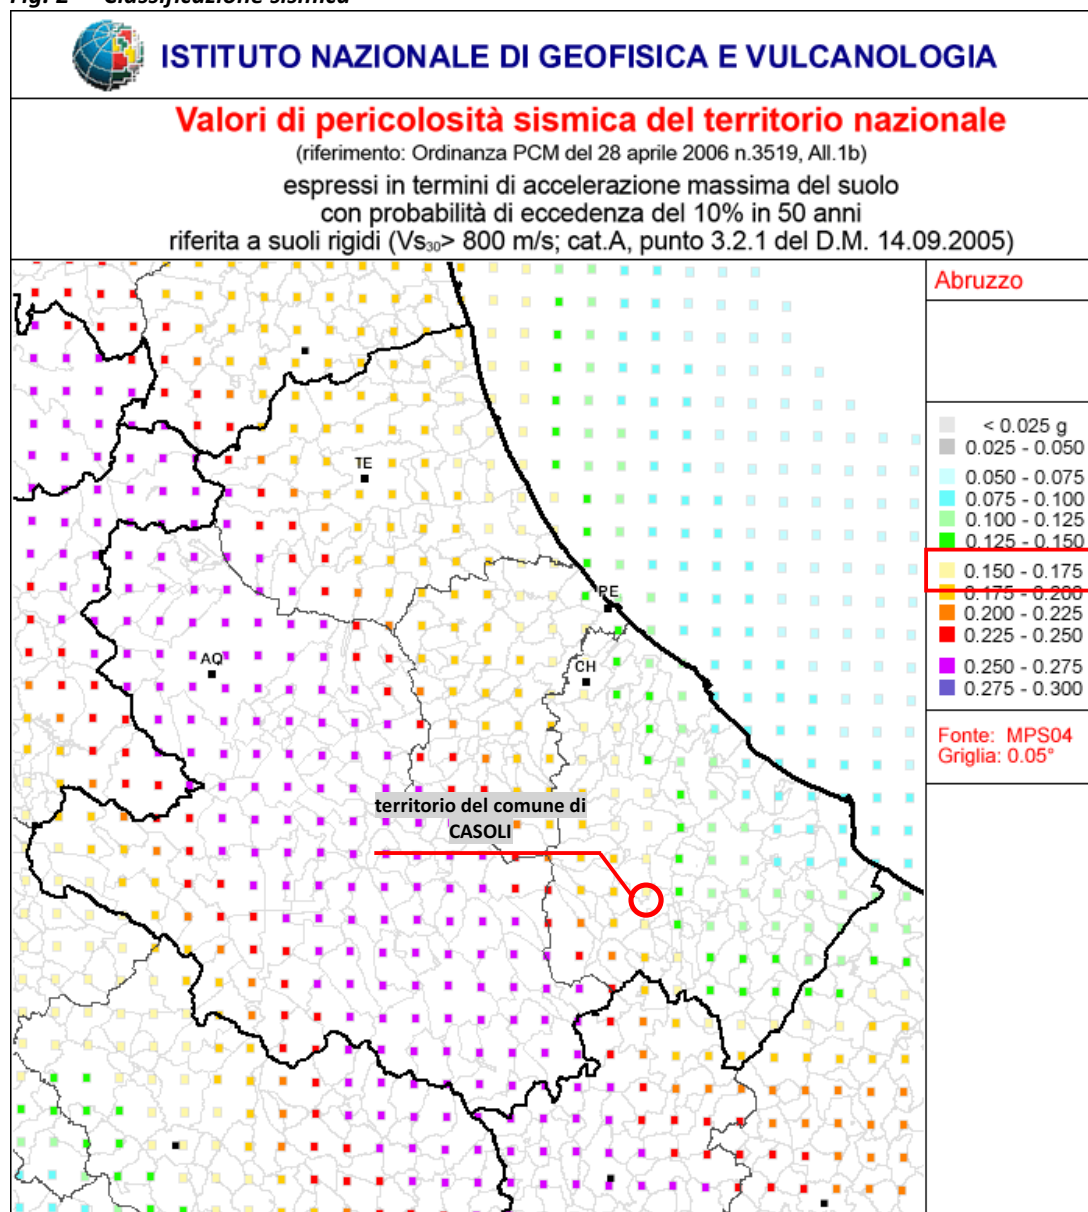 Fig. 2 – Classificazione sismica
ISTITUTO NAZIONALE DI GEOFISICA E VULCANOLOGIA
Valori di pericolosità sismica del territorio nazionale
(riferimento: Ordinanza PCM del 28 aprile 2006 n.3519, All.1b)
espressi in termini di accelerazione massima del suolo
con probabilità di eccedenza del 10% in 50 anni
riferita a suoli rigidi (Vs₃₀> 800 m/s; cat.A, punto 3.2.1 del D.M. 14.09.2005)
Abruzzo
< 0.025 g
0.025 - 0.050
0.050 - 0.075
0.075 - 0.100
0.100 - 0.125
0.125 - 0.150
0.150 - 0.175
0.175 - 0.200
0.200 - 0.225
0.225 - 0.250
0.250 - 0.275
0.275 - 0.300
Fonte: MPS04
Griglia: 0.05°
TE
PE
AQ
CH
territorio del comune di
CASOLI